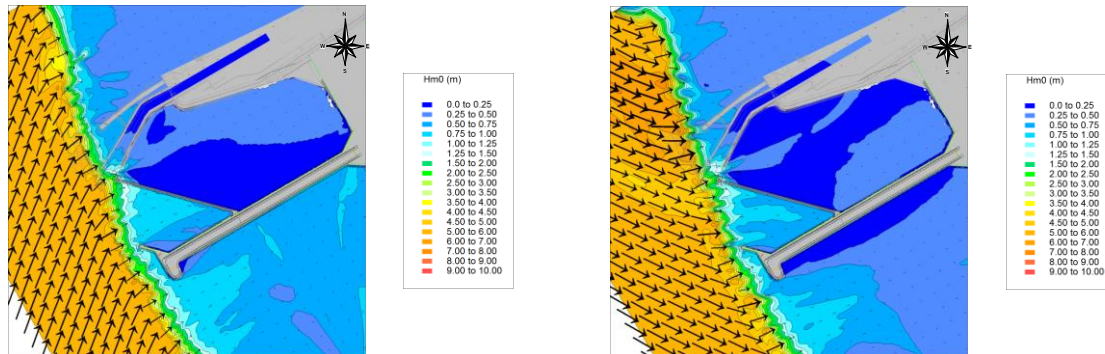 N
W E
S
Hm0 (m)
0.0 to 0.25
0.25 to 0.50
0.50 to 0.75
0.75 to 1.00
1.00 to 1.25
1.25 to 1.50
1.50 to 2.00
2.00 to 2.50
2.50 to 3.00
3.00 to 3.50
3.50 to 4.00
4.00 to 4.50
4.50 to 5.00
5.00 to 6.00
6.00 to 7.00
7.00 to 8.00
8.00 to 9.00
9.00 to 10.00
N
W E
S
Hm0 (m)
0.0 to 0.25
0.25 to 0.50
0.50 to 0.75
0.75 to 1.00
1.00 to 1.25
1.25 to 1.50
1.50 to 2.00
2.00 to 2.50
2.50 to 3.00
3.00 to 3.50
3.50 to 4.00
4.00 to 4.50
4.50 to 5.00
5.00 to 6.00
6.00 to 7.00
7.00 to 8.00
8.00 to 9.00
9.00 to 10.00